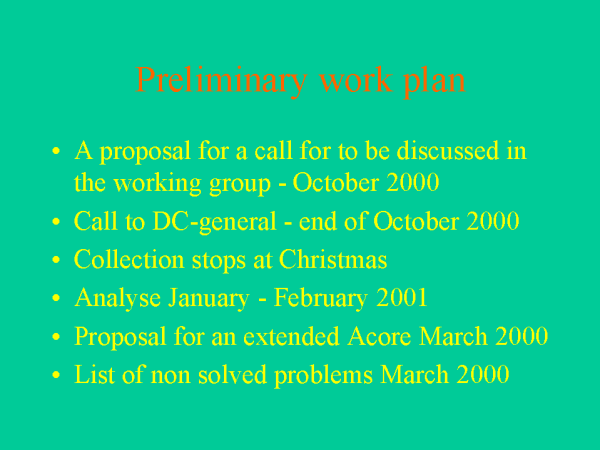 Preliminary work plan
• A proposal for a call for to be discussed in
the working group - October 2000
• Call to DC-general - end of October 2000
• Collection stops at Christmas
• Analyse January - February 2001
• Proposal for an extended Acore March 2000
• List of non solved problems March 2000